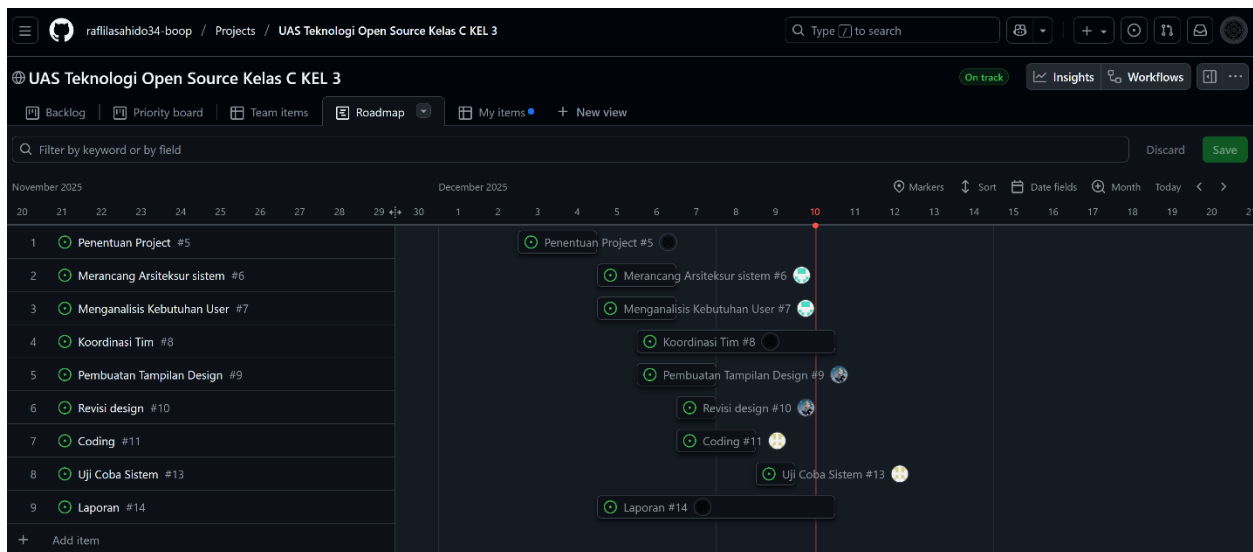 raflilasahido34-boop / Projects / UAS Teknologi Open Source Kelas C KEL 3
Type / to search
UAS Teknologi Open Source Kelas C KEL 3
On track
Insights
Workflows
Backlog
Priority board
Team items
Roadmap
My items
+ New view
Filter by keyword or by field
Discard
Save
November 2025
December 2025
Markers
Sort
Date fields
Month
Today
20 21 22 23 24 25 26 27 28 29 30 1 2 3 4 5 6 7 8 9 10 11 12 13 14 15 16 17 18 19 20
1 Penentuan Project #5
Penentuan Project #5
2 Merancang Arsiteksur sistem #6
Merancang Arsiteksur sistem #6
3 Menganalisis Kebutuhan User #7
Menganalisis Kebutuhan User #7
4 Koordinasi Tim #8
Koordinasi Tim #8
5 Pembuatan Tampilan Design #9
Pembuatan Tampilan Design #9
6 Revisi design #10
Revisi design #10
7 Coding #11
Coding #11
8 Uji Coba Sistem #13
Uji Coba Sistem #13
9 Laporan #14
Laporan #14
+ Add item